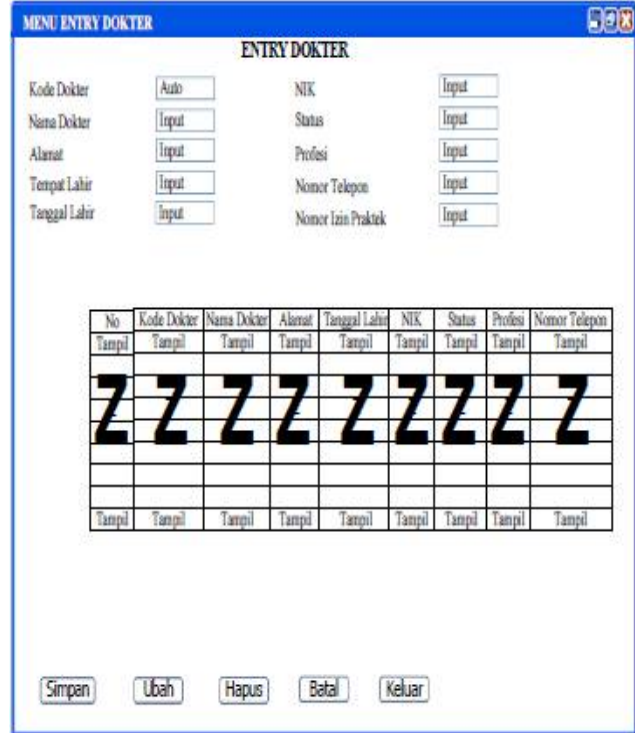 MENU ENTRY DOKTER
ENTRY DOKTER
Kode Dokter Auto NIK Input
Nama Dokter Input Status Input
Alamat Input Profesi Input
Tempat Lahir Input Nomor Telepon Input
Tanggal Lahir Input Nomor Izin Praktek Input
No Kode Dokter Nama Dokter Alamat Tanggal Lahir NIK Status Profesi Nomor Telepon
Tampil Tampil Tampil Tampil Tampil Tampil Tampil Tampil Tampil
Z Z Z Z Z Z Z Z Z
Tampil Tampil Tampil Tampil Tampil Tampil Tampil Tampil Tampil
Simpan Ubah Hapus Batal Keluar